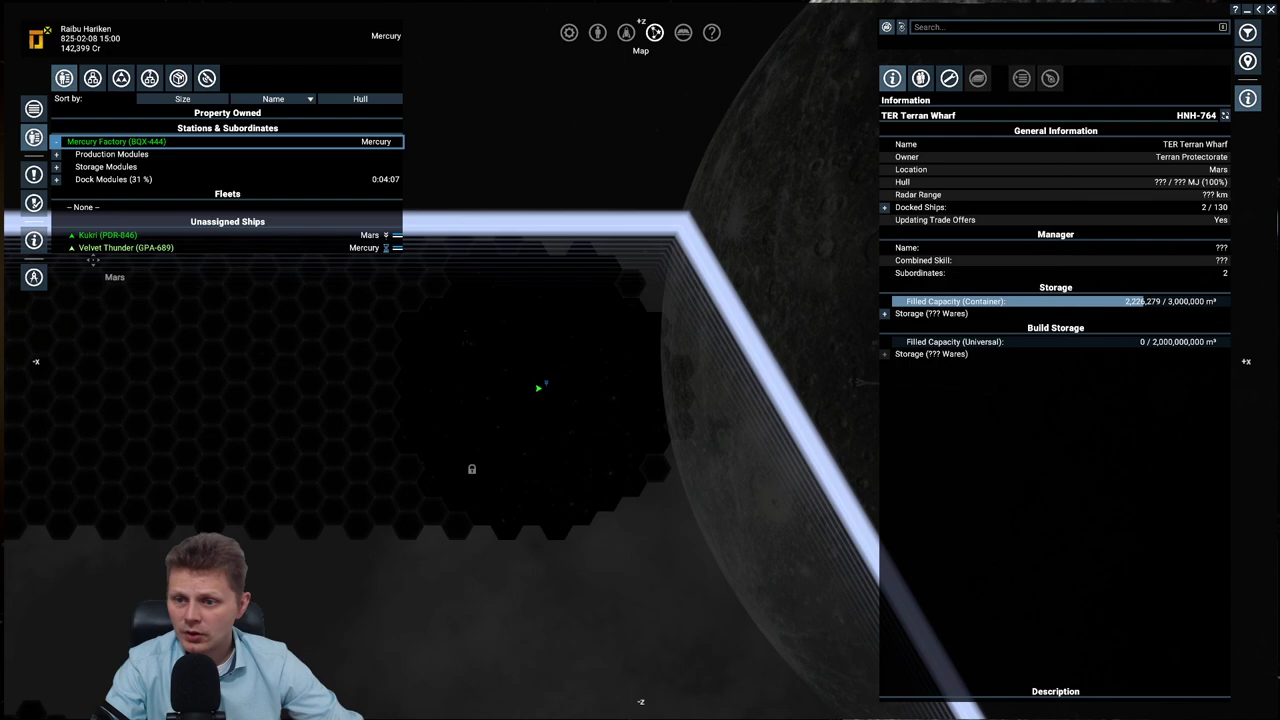 Raibu Hariken
825-02-08 15:00
142,399 Cr
Mercury
+z
Map
Search...
Sort by: Size Name Hull
Property Owned
Stations & Subordinates
- Mercury Factory (BQX-444) Mercury
+ Production Modules
+ Storage Modules
+ Dock Modules (31 %) 0:04:07
Fleets
-- None --
Unassigned Ships
Kukri (PDR-846) Mars
Velvet Thunder (GPA-689) Mercury
Mars
-x
+x
-z
Information
TER Terran Wharf HNH-764
General Information
Name TER Terran Wharf
Owner Terran Protectorate
Location Mars
Hull ??? / ??? MJ (100%)
Radar Range ??? km
+ Docked Ships: 2 / 130
Updating Trade Offers Yes
Manager
Name: ???
Combined Skill: ???
Subordinates: 2
Storage
Filled Capacity (Container): 2,226,279 / 3,000,000 m³
+ Storage (??? Wares)
Build Storage
Filled Capacity (Universal): 0 / 2,000,000,000 m³
+ Storage (??? Wares)
Description